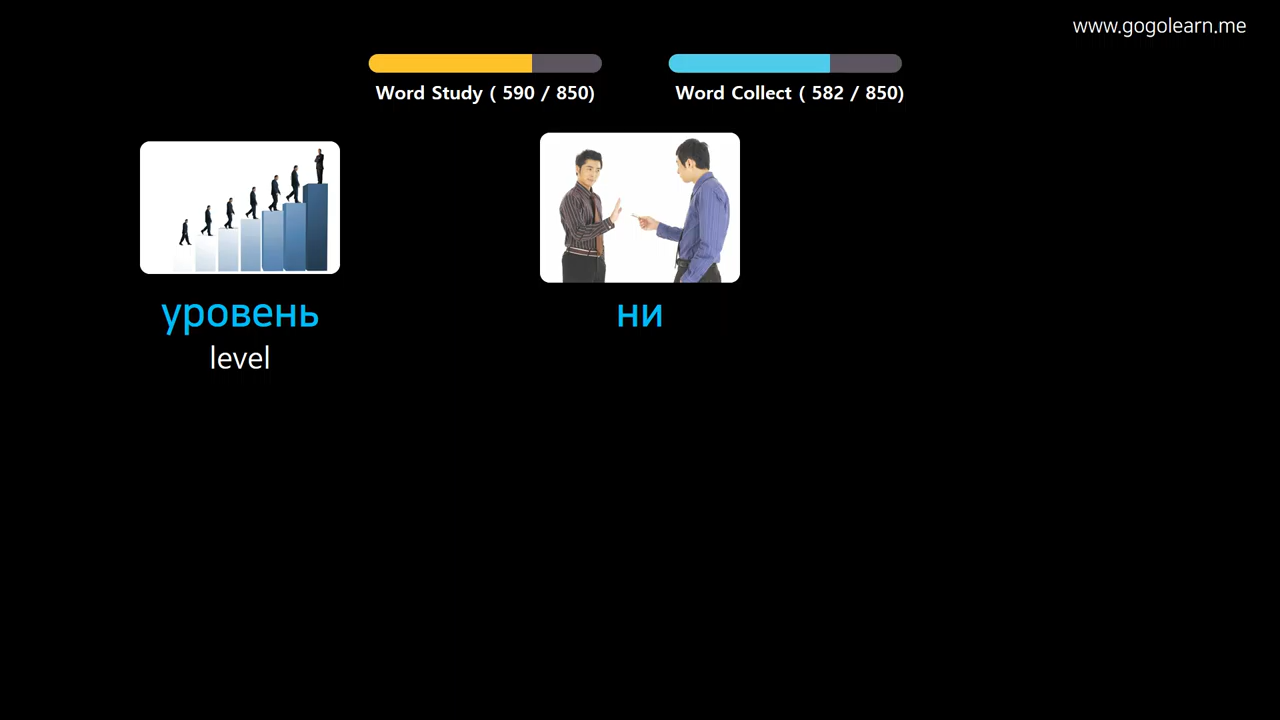 www.gogolearn.me
Word Study ( 590 / 850)
Word Collect ( 582 / 850)
уровень
level
ни